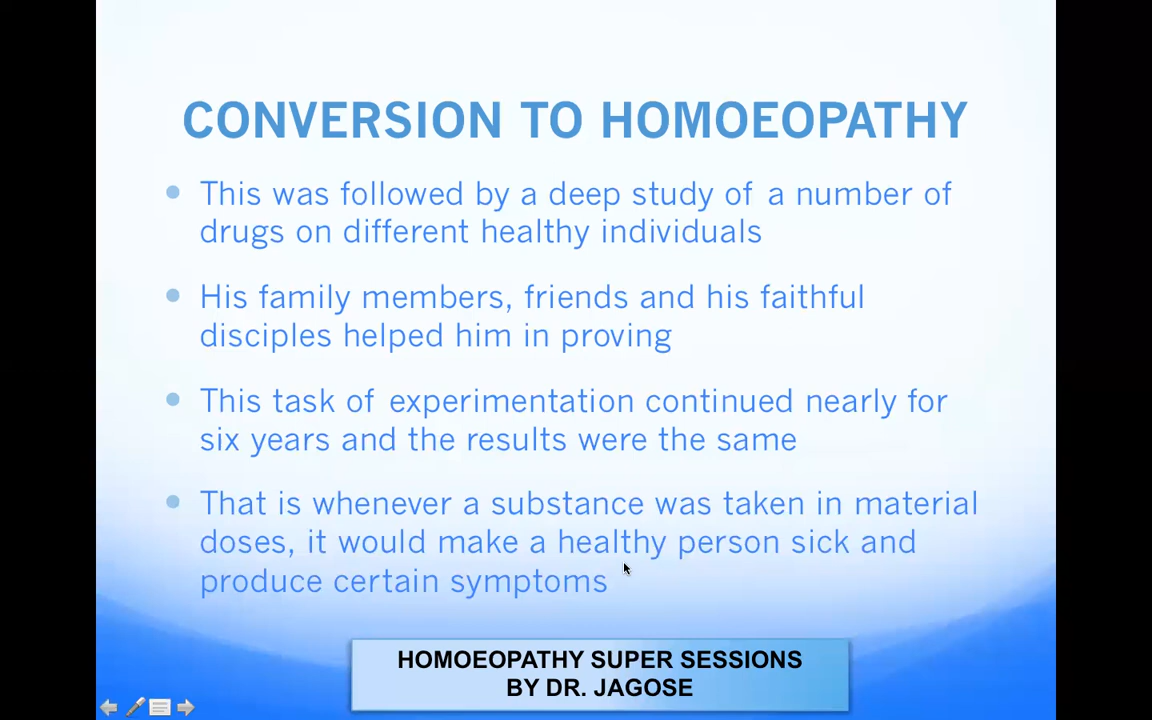 CONVERSION TO HOMOEOPATHY
This was followed by a deep study of a number of
drugs on different healthy individuals
His family members, friends and his faithful
disciples helped him in proving
This task of experimentation continued nearly for
six years and the results were the same
That is whenever a substance was taken in material
doses, it would make a healthy person sick and
produce certain symptoms
HOMOEOPATHY SUPER SESSIONS
BY DR. JAGOSE